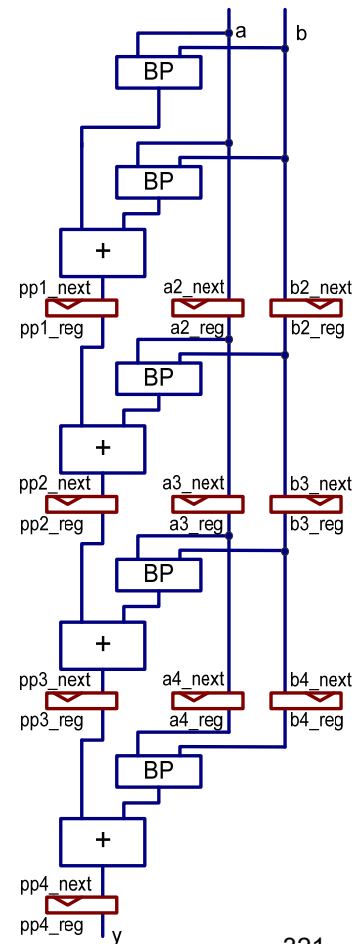 a b
BP
BP
+
pp1_next a2_next b2_next
pp1_reg a2_reg b2_reg
BP
+
pp2_next a3_next b3_next
pp2_reg a3_reg b3_reg
BP
+
pp3_next a4_next b4_next
pp3_reg a4_reg b4_reg
BP
+
pp4_next
pp4_reg y